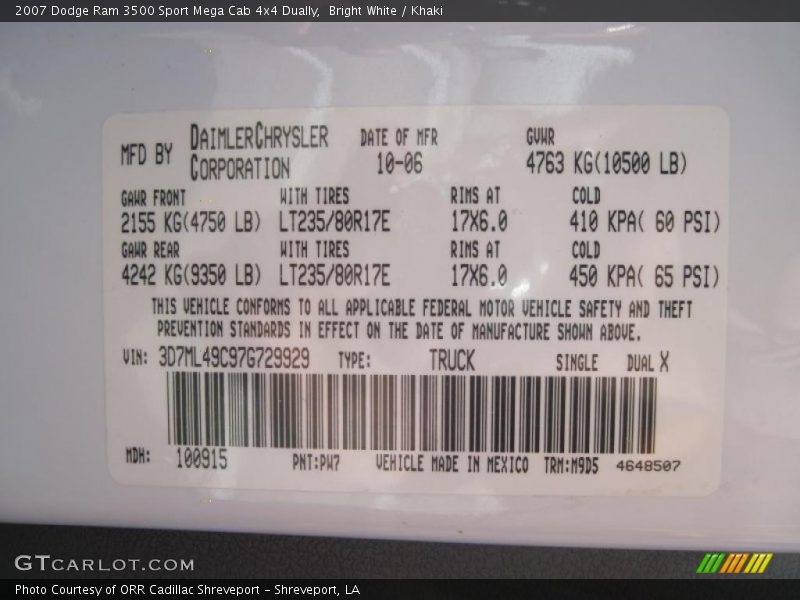 2007 Dodge Ram 3500 Sport Mega Cab 4x4 Dually, Bright White / Khaki
MFD BY DAIMLERCHRYSLER CORPORATION DATE OF MFR 10-06 GVWR 4763 KG(10500 LB)
GAWR FRONT WITH TIRES RIMS AT COLD
2155 KG(4750 LB) LT235/80R17E 17X6.0 410 KPA( 60 PSI)
GAWR REAR WITH TIRES RIMS AT COLD
4242 KG(9350 LB) LT235/80R17E 17X6.0 450 KPA( 65 PSI)
THIS VEHICLE CONFORMS TO ALL APPLICABLE FEDERAL MOTOR VEHICLE SAFETY AND THEFT
PREVENTION STANDARDS IN EFFECT ON THE DATE OF MANUFACTURE SHOWN ABOVE.
VIN: 3D7ML49C97G729929 TYPE: TRUCK SINGLE DUAL X
MDH: 100915 PNT:PW7 VEHICLE MADE IN MEXICO TRM:M9D5 4648507
GTCARLOT.COM
Photo Courtesy of ORR Cadillac Shreveport - Shreveport, LA